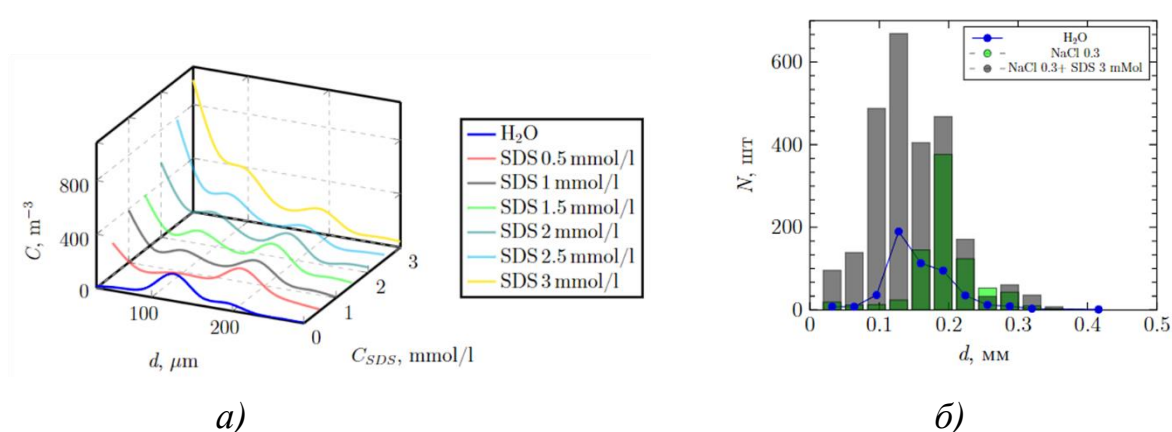 800
400
0
C, m⁻³
100
200
d, μm
0
1
2
3
C_SDS, mmol/l
H₂O
SDS 0.5 mmol/l
SDS 1 mmol/l
SDS 1.5 mmol/l
SDS 2 mmol/l
SDS 2.5 mmol/l
SDS 3 mmol/l
а)
600
400
200
0
N, шт
0
0.1
0.2
0.3
0.4
0.5
d, мм
H₂O
NaCl 0.3
NaCl 0.3+ SDS 3 mMol
б)